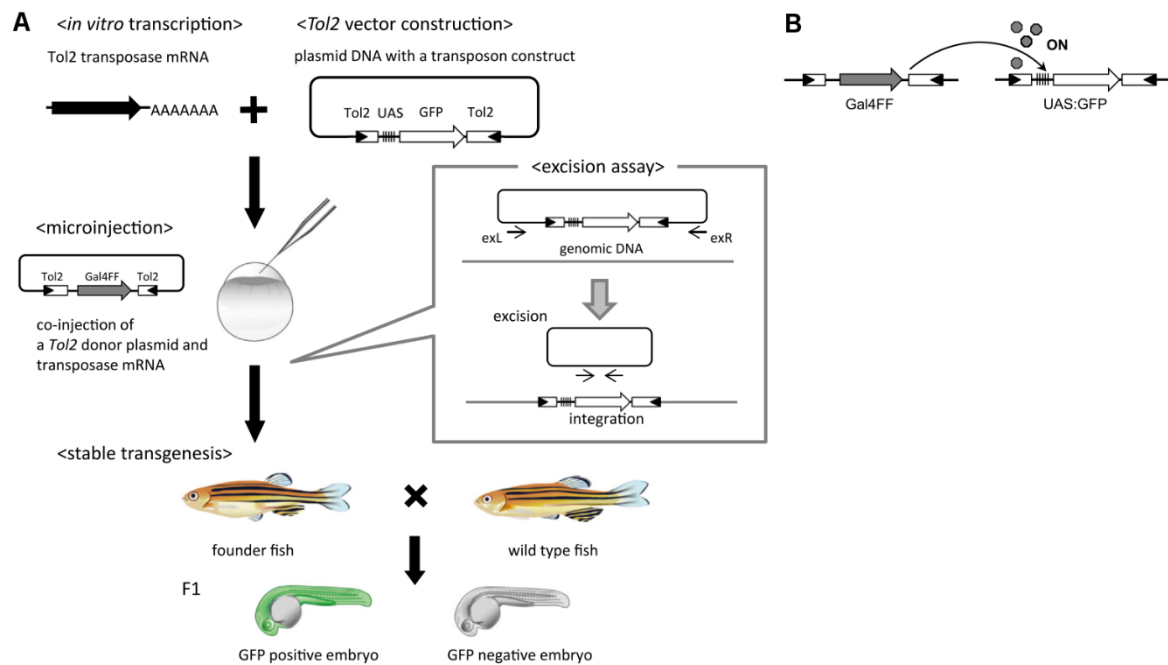 A
<in vitro transcription>
Tol2 transposase mRNA
AAAAAAA
+
<Tol2 vector construction>
plasmid DNA with a transposon construct
Tol2 UAS GFP Tol2
<microinjection>
Tol2 Gal4FF Tol2
co-injection of
a Tol2 donor plasmid and
transposase mRNA
<excision assay>
exL
exR
genomic DNA
excision
integration
<stable transgenesis>
founder fish
×
wild type fish
F1
GFP positive embryo
GFP negative embryo
B
ON
Gal4FF
UAS:GFP